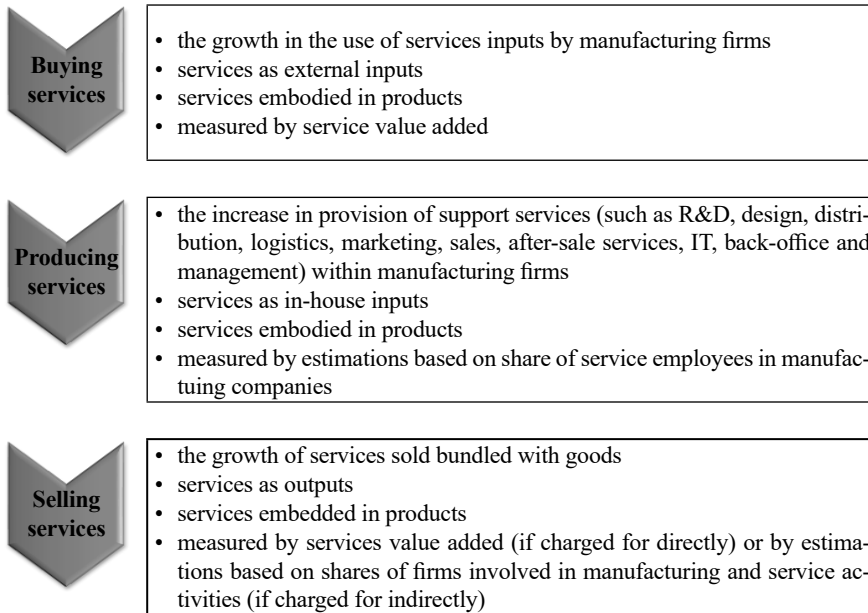 Buying
services
• the growth in the use of services inputs by manufacturing firms
• services as external inputs
• services embodied in products
• measured by service value added
Producing
services
• the increase in provision of support services (such as R&D, design, distri-
bution, logistics, marketing, sales, after-sale services, IT, back-office and
management) within manufacturing firms
• services as in-house inputs
• services embodied in products
• measured by estimations based on share of service employees in manufac-
tuing companies
Selling
services
• the growth of services sold bundled with goods
• services as outputs
• services embedded in products
• measured by services value added (if charged for directly) or by estima-
tions based on shares of firms involved in manufacturing and service ac-
tivities (if charged for indirectly)